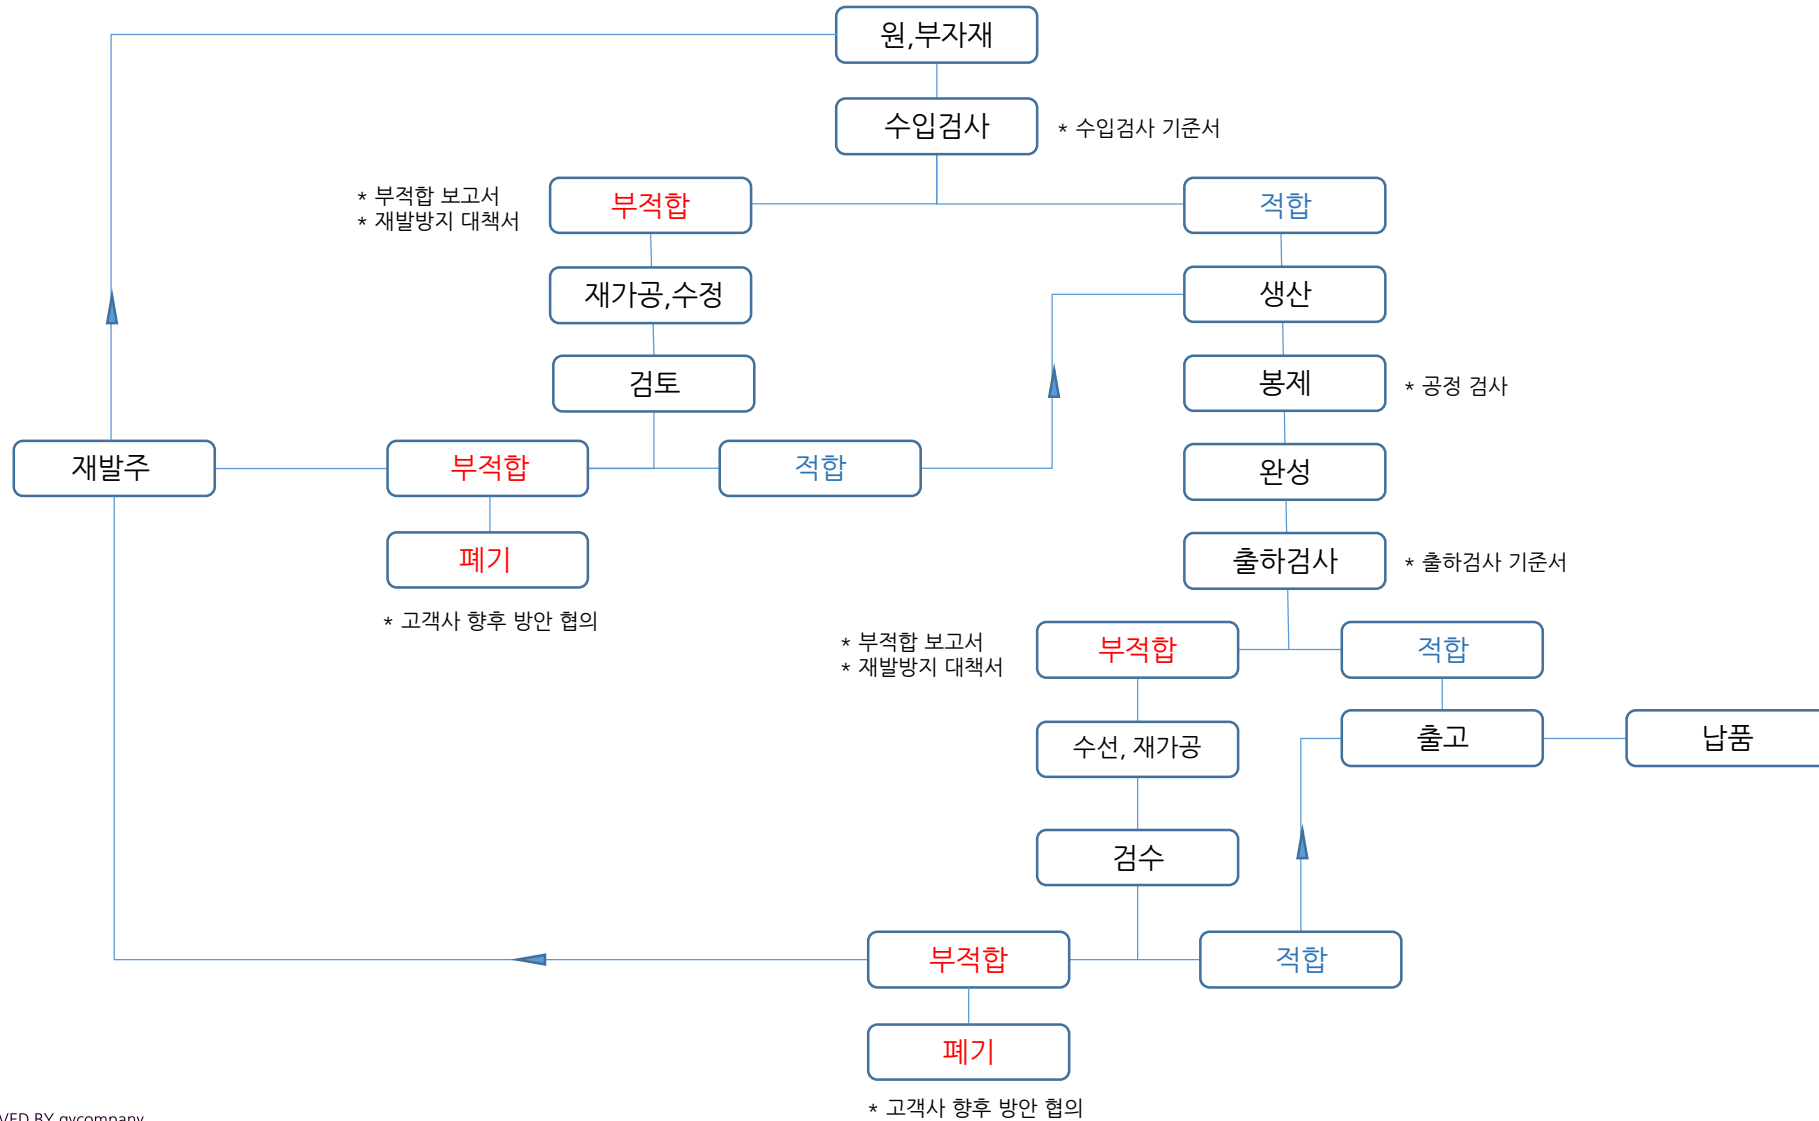 원,부자재
수입검사
* 수입검사 기준서
* 부적합 보고서
* 재발방지 대책서
부적합
적합
재가공,수정
생산
검토
봉제
* 공정 검사
재발주
부적합
적합
완성
폐기
출하검사
* 출하검사 기준서
* 고객사 향후 방안 협의
* 부적합 보고서
* 재발방지 대책서
부적합
적합
수선, 재가공
출고
납품
검수
부적합
적합
폐기
* 고객사 향후 방안 협의
BY gycompany